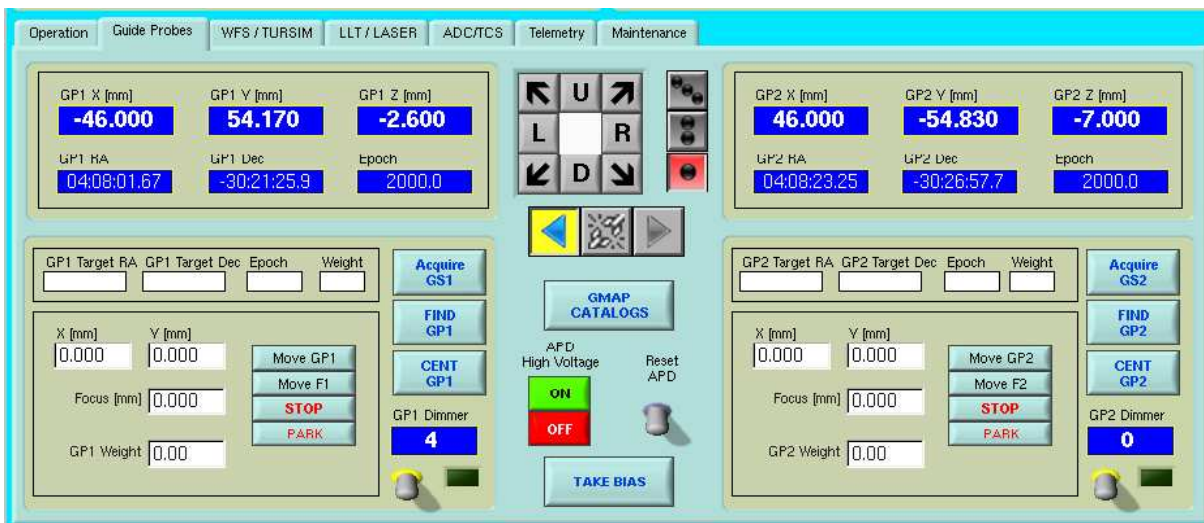 Operation Guide Probes WFS / TURSIM LLT / LASER ADC/TCS Telemetry Maintenance
GP1 X [mm] GP1 Y [mm] GP1 Z [mm]
-46.000 54.170 -2.600
GP1 RA GP1 Dec Epoch
04:08:01.67 -30:21:25.9 2000.0
U
L R
D
GP2 X [mm] GP2 Y [mm] GP2 Z [mm]
46.000 -54.830 -7.000
GP2 RA GP2 Dec Epoch
04:08:23.25 -30:26:57.7 2000.0
GP1 Target RA GP1 Target Dec Epoch Weight
Acquire
GS1
FIND
GP1
CENT
GP1
X [mm] Y [mm]
0.000 0.000
Focus [mm] 0.000
GP1 Weight 0.00
Move GP1
Move F1
STOP
PARK
GP1 Dimmer
4
GMAP
CATALOGS
APD
High Voltage
ON
OFF
Reset
APD
TAKE BIAS
GP2 Target RA GP2 Target Dec Epoch Weight
Acquire
GS2
FIND
GP2
CENT
GP2
X [mm] Y [mm]
0.000 0.000
Focus [mm] 0.000
GP2 Weight 0.00
Move GP2
Move F2
STOP
PARK
GP2 Dimmer
0